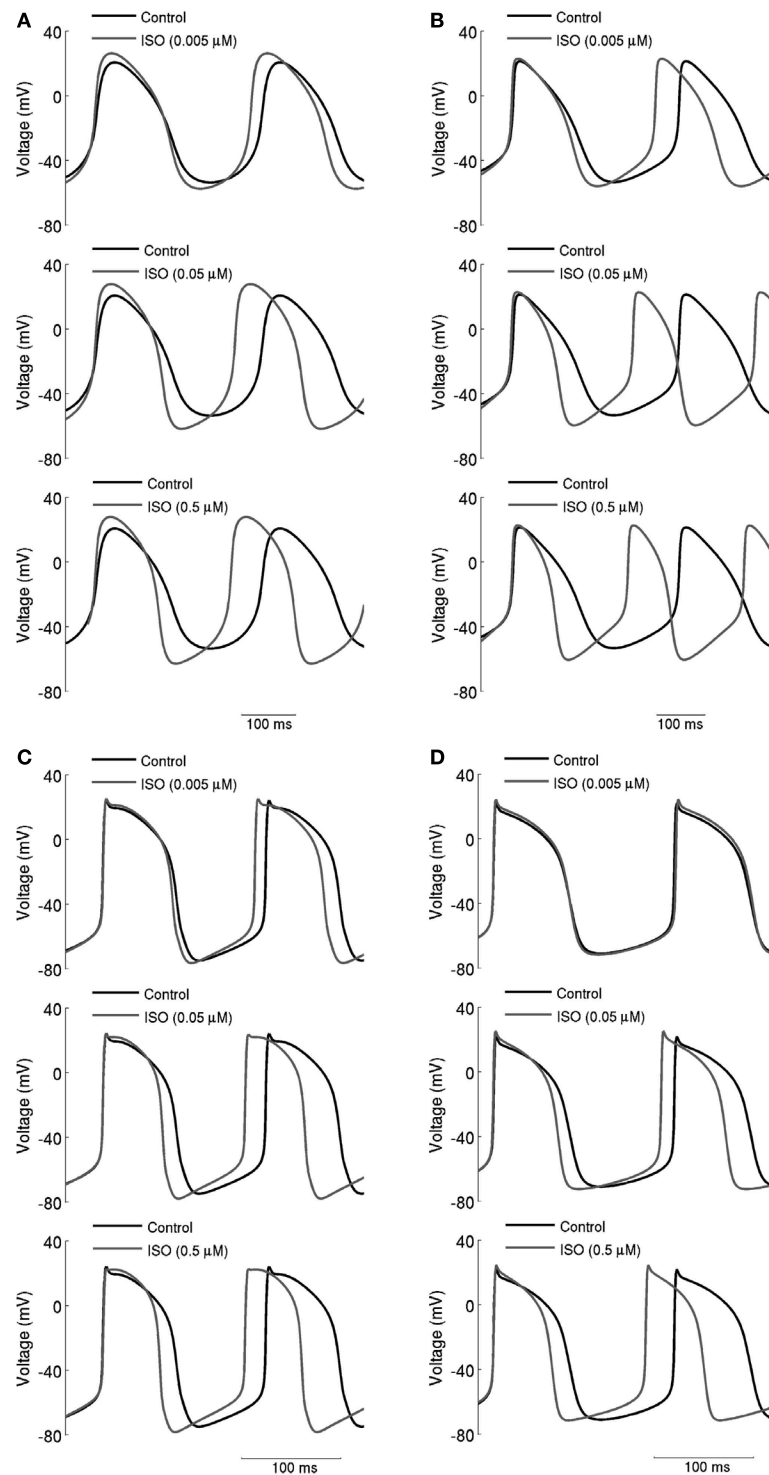 A
Control
ISO (0.005 µM)
Voltage (mV)
40
0
-40
-80
Control
ISO (0.05 µM)
Voltage (mV)
40
0
-40
-80
Control
ISO (0.5 µM)
Voltage (mV)
40
0
-40
-80
100 ms
B
Control
ISO (0.005 µM)
Voltage (mV)
40
0
-40
-80
Control
ISO (0.05 µM)
Voltage (mV)
40
0
-40
-80
Control
ISO (0.5 µM)
Voltage (mV)
40
0
-40
-80
100 ms
C
Control
ISO (0.005 µM)
Voltage (mV)
40
0
-40
-80
Control
ISO (0.05 µM)
Voltage (mV)
40
0
-40
-80
Control
ISO (0.5 µM)
Voltage (mV)
40
0
-40
-80
100 ms
D
Control
ISO (0.005 µM)
Voltage (mV)
40
0
-40
-80
Control
ISO (0.05 µM)
Voltage (mV)
40
0
-40
-80
Control
ISO (0.5 µM)
Voltage (mV)
40
0
-40
-80
100 ms